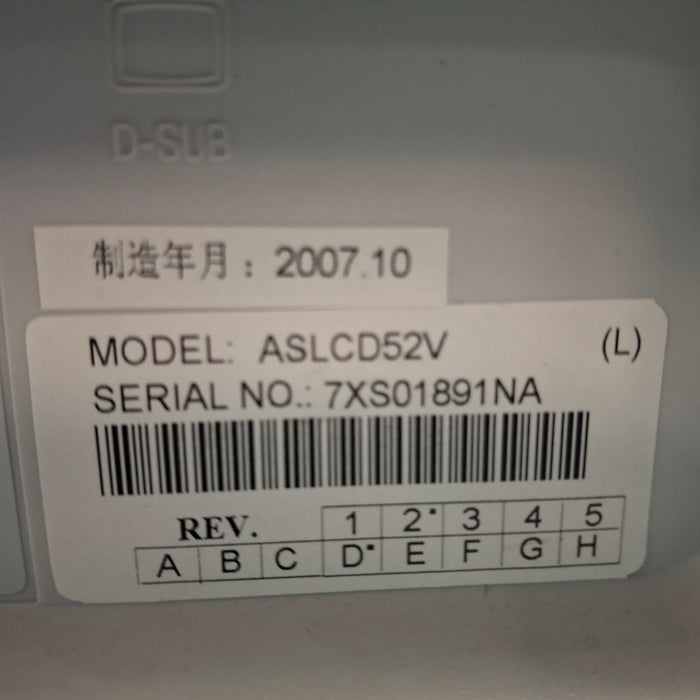 D-SUB
制造年月：2007.10
MODEL: ASLCD52V (L)
SERIAL NO.: 7XS01891NA
REV. 1 2· 3 4 5
A B C D· E F G H